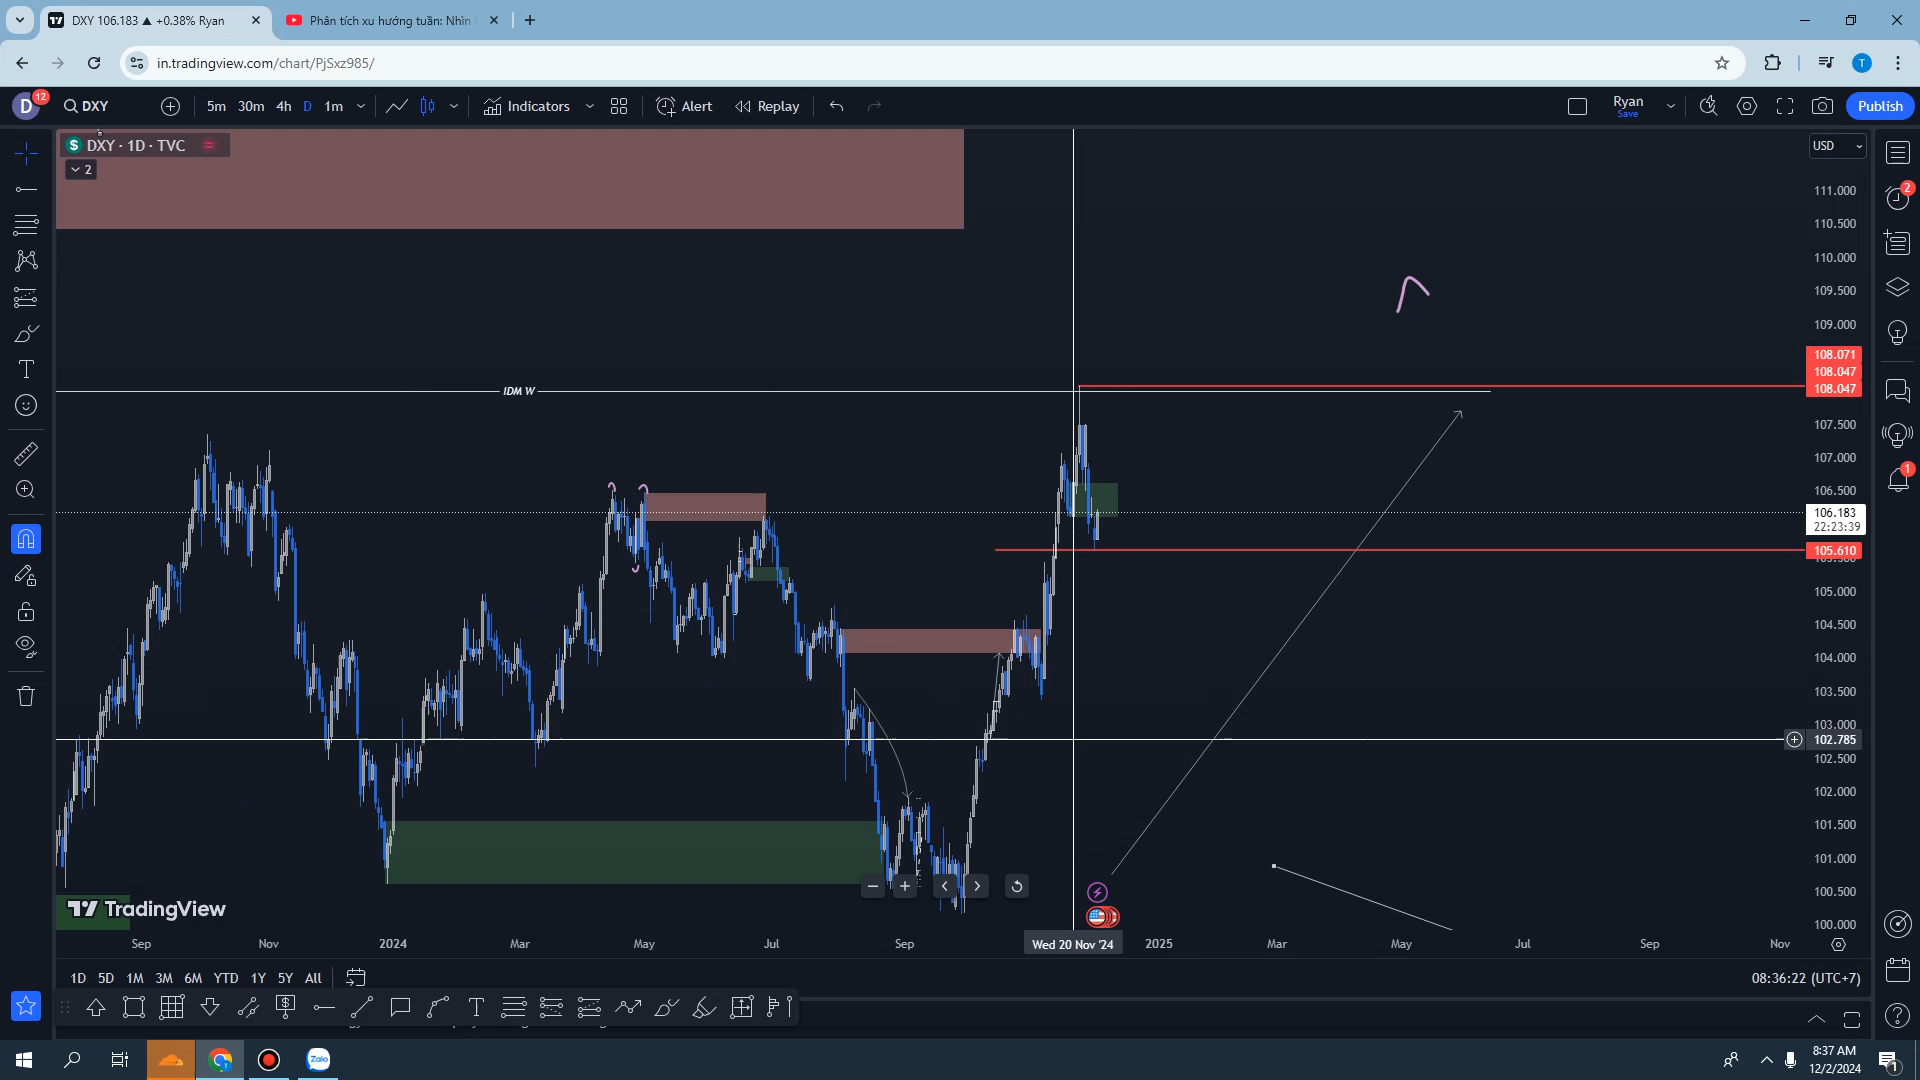 DXY 106.183 ▲ +0.38% Ryan
Phân tích xu hướng tuần: Nhìn
in.tradingview.com/chart/PjSxz985/
T
D
12
DXY
5m 30m 4h D 1m
Indicators
Alert
Replay
Ryan
Save
Publish
$ DXY · 1D · TVC
2
USD
111.000
110.500
110.000
109.500
109.000
108.071
108.047
108.047
107.500
107.000
106.500
106.183
22:23:39
105.610
105.000
104.500
104.000
103.500
103.000
102.785
102.500
102.000
101.500
101.000
100.500
100.000
IDM W
2
1
TradingView
Sep Nov 2024 Mar May Jul Sep Wed 20 Nov '24 2025 Mar May Jul Sep Nov
1D 5D 1M 3M 6M YTD 1Y 5Y All
08:36:22 (UTC+7)
Zalo
8:37 AM
12/2/2024
1